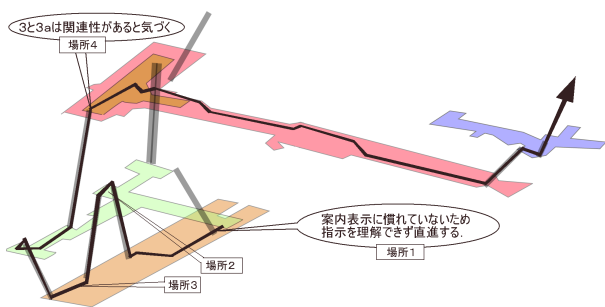 3と3aは関連性があると気づく
場所4
案内表示に慣れていないため
指示を理解できず直進する.
場所1
場所2
場所3